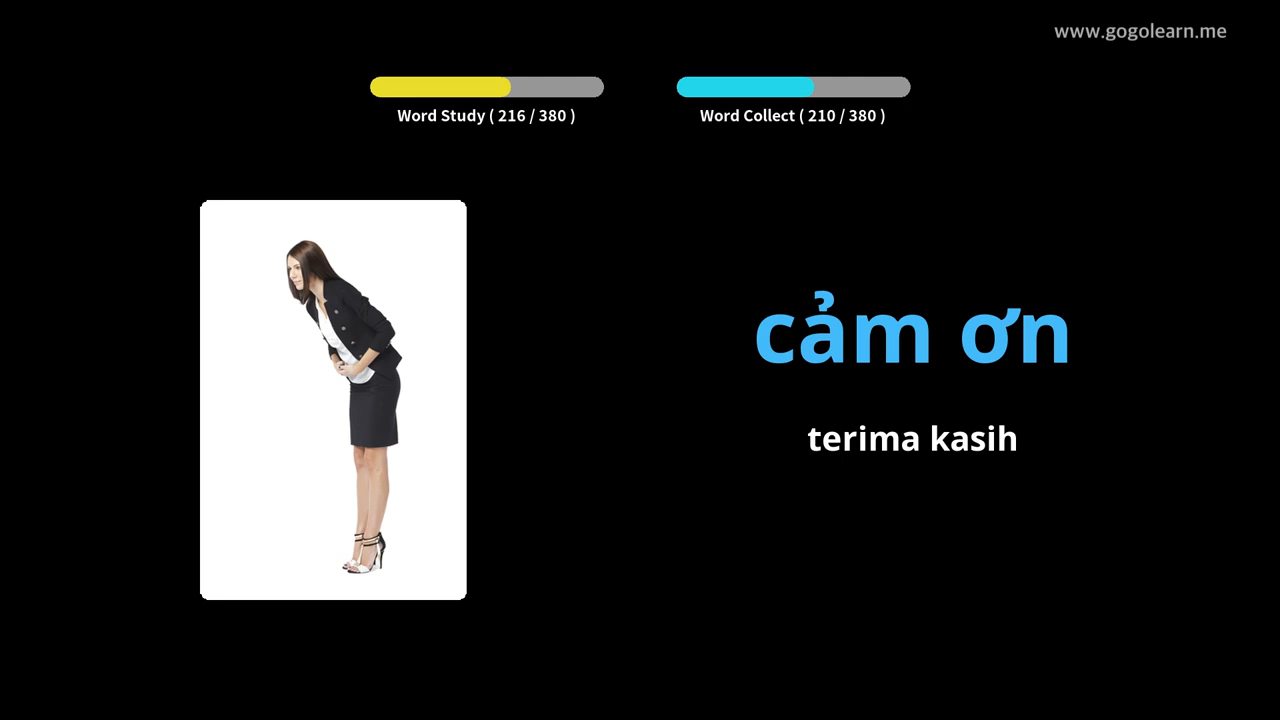 www.gogolearn.me
Word Study ( 216 / 380 )
Word Collect ( 210 / 380 )
cảm ơn
terima kasih